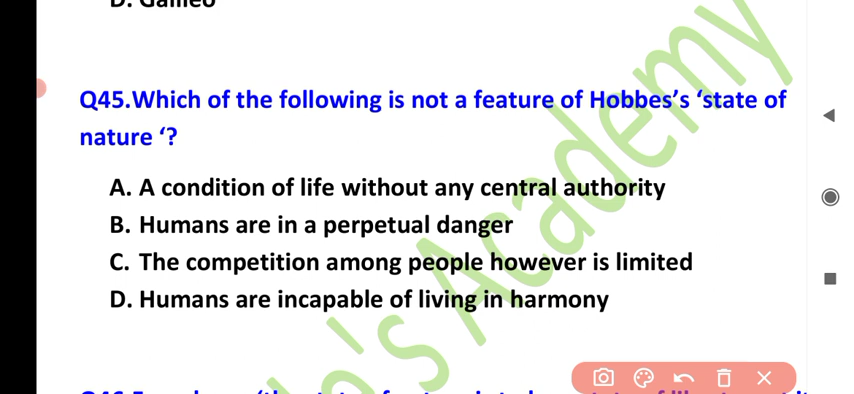 D. Galileo
Q45.Which of the following is not a feature of Hobbes’s ‘state of
nature ‘?
A. A condition of life without any central authority
B. Humans are in a perpetual danger
C. The competition among people however is limited
D. Humans are incapable of living in harmony
's Academy